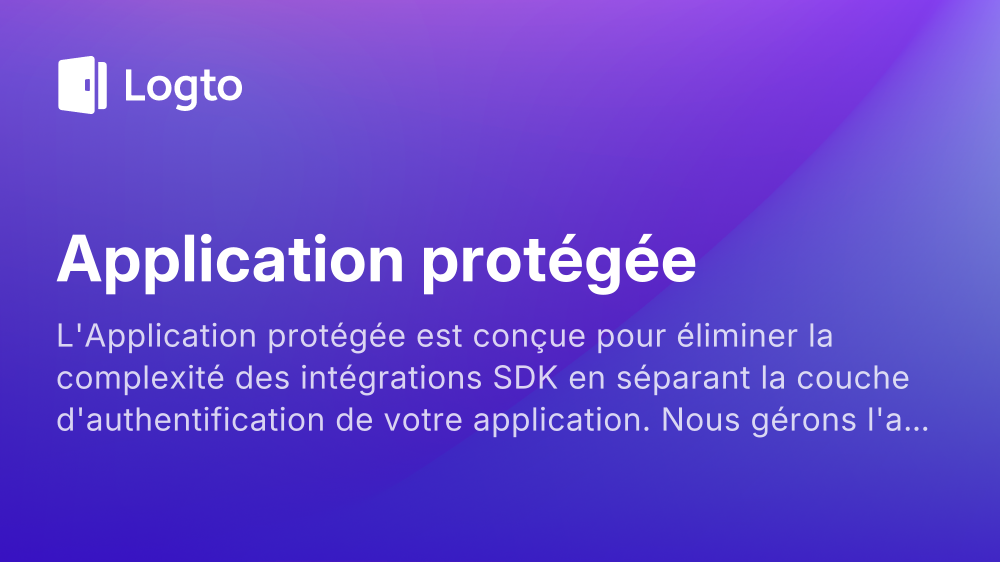 Logto
Application protégée
L'Application protégée est conçue pour éliminer la
complexité des intégrations SDK en séparant la couche
d'authentification de votre application. Nous gérons l'a...